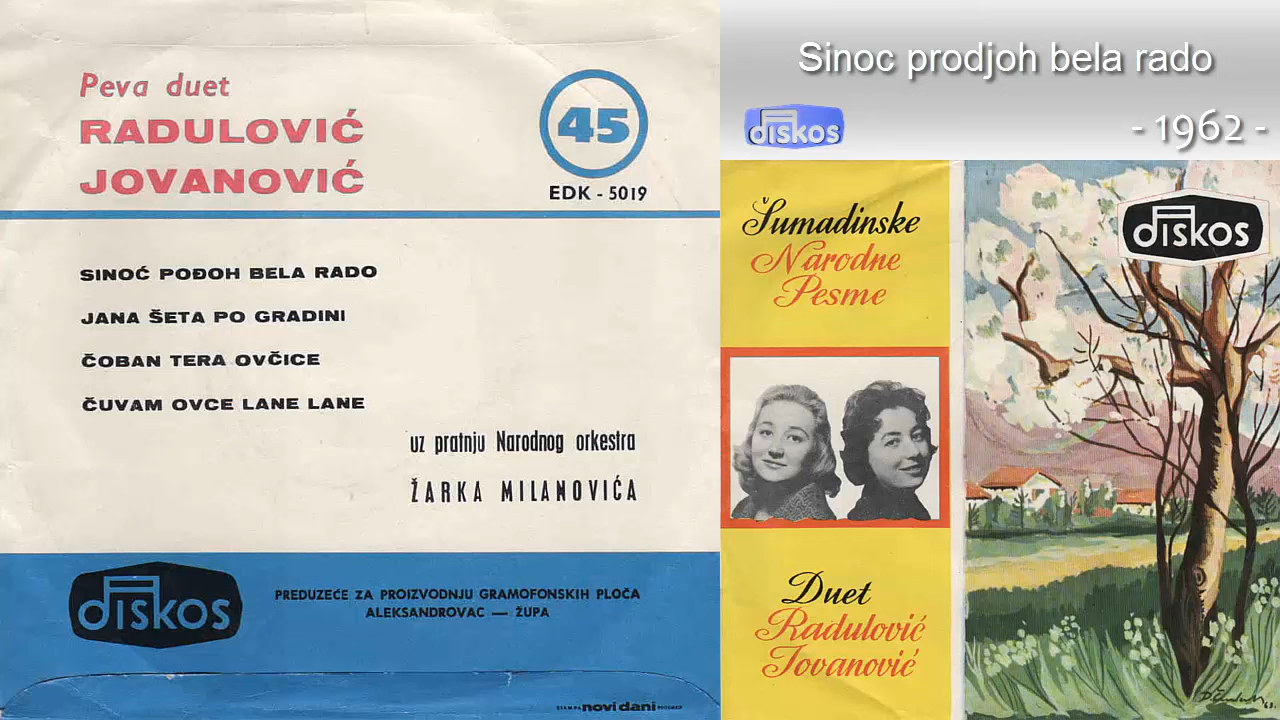 Peva duet
RADULOVIĆ
JOVANOVIĆ
45
EDK - 5019
SINOĆ POĐOH BELA RADO
JANA ŠETA PO GRADINI
ČOBAN TERA OVČICE
ČUVAM OVCE LANE LANE
uz pratnju Narodnog orkestra
ŽARKA MILANOVIĆA
diskos
PREDUZEĆE ZA PROIZVODNJU GRAMOFONSKIH PLOČA
ALEKSANDROVAC — ŽUPA
ŠTAMPA novi dani BEOGRAD
Sinoc prodjoh bela rado
diskos
- 1962 -
Šumadinske
Narodne
Pesme
diskos
Duet
Radulović
Jovanović